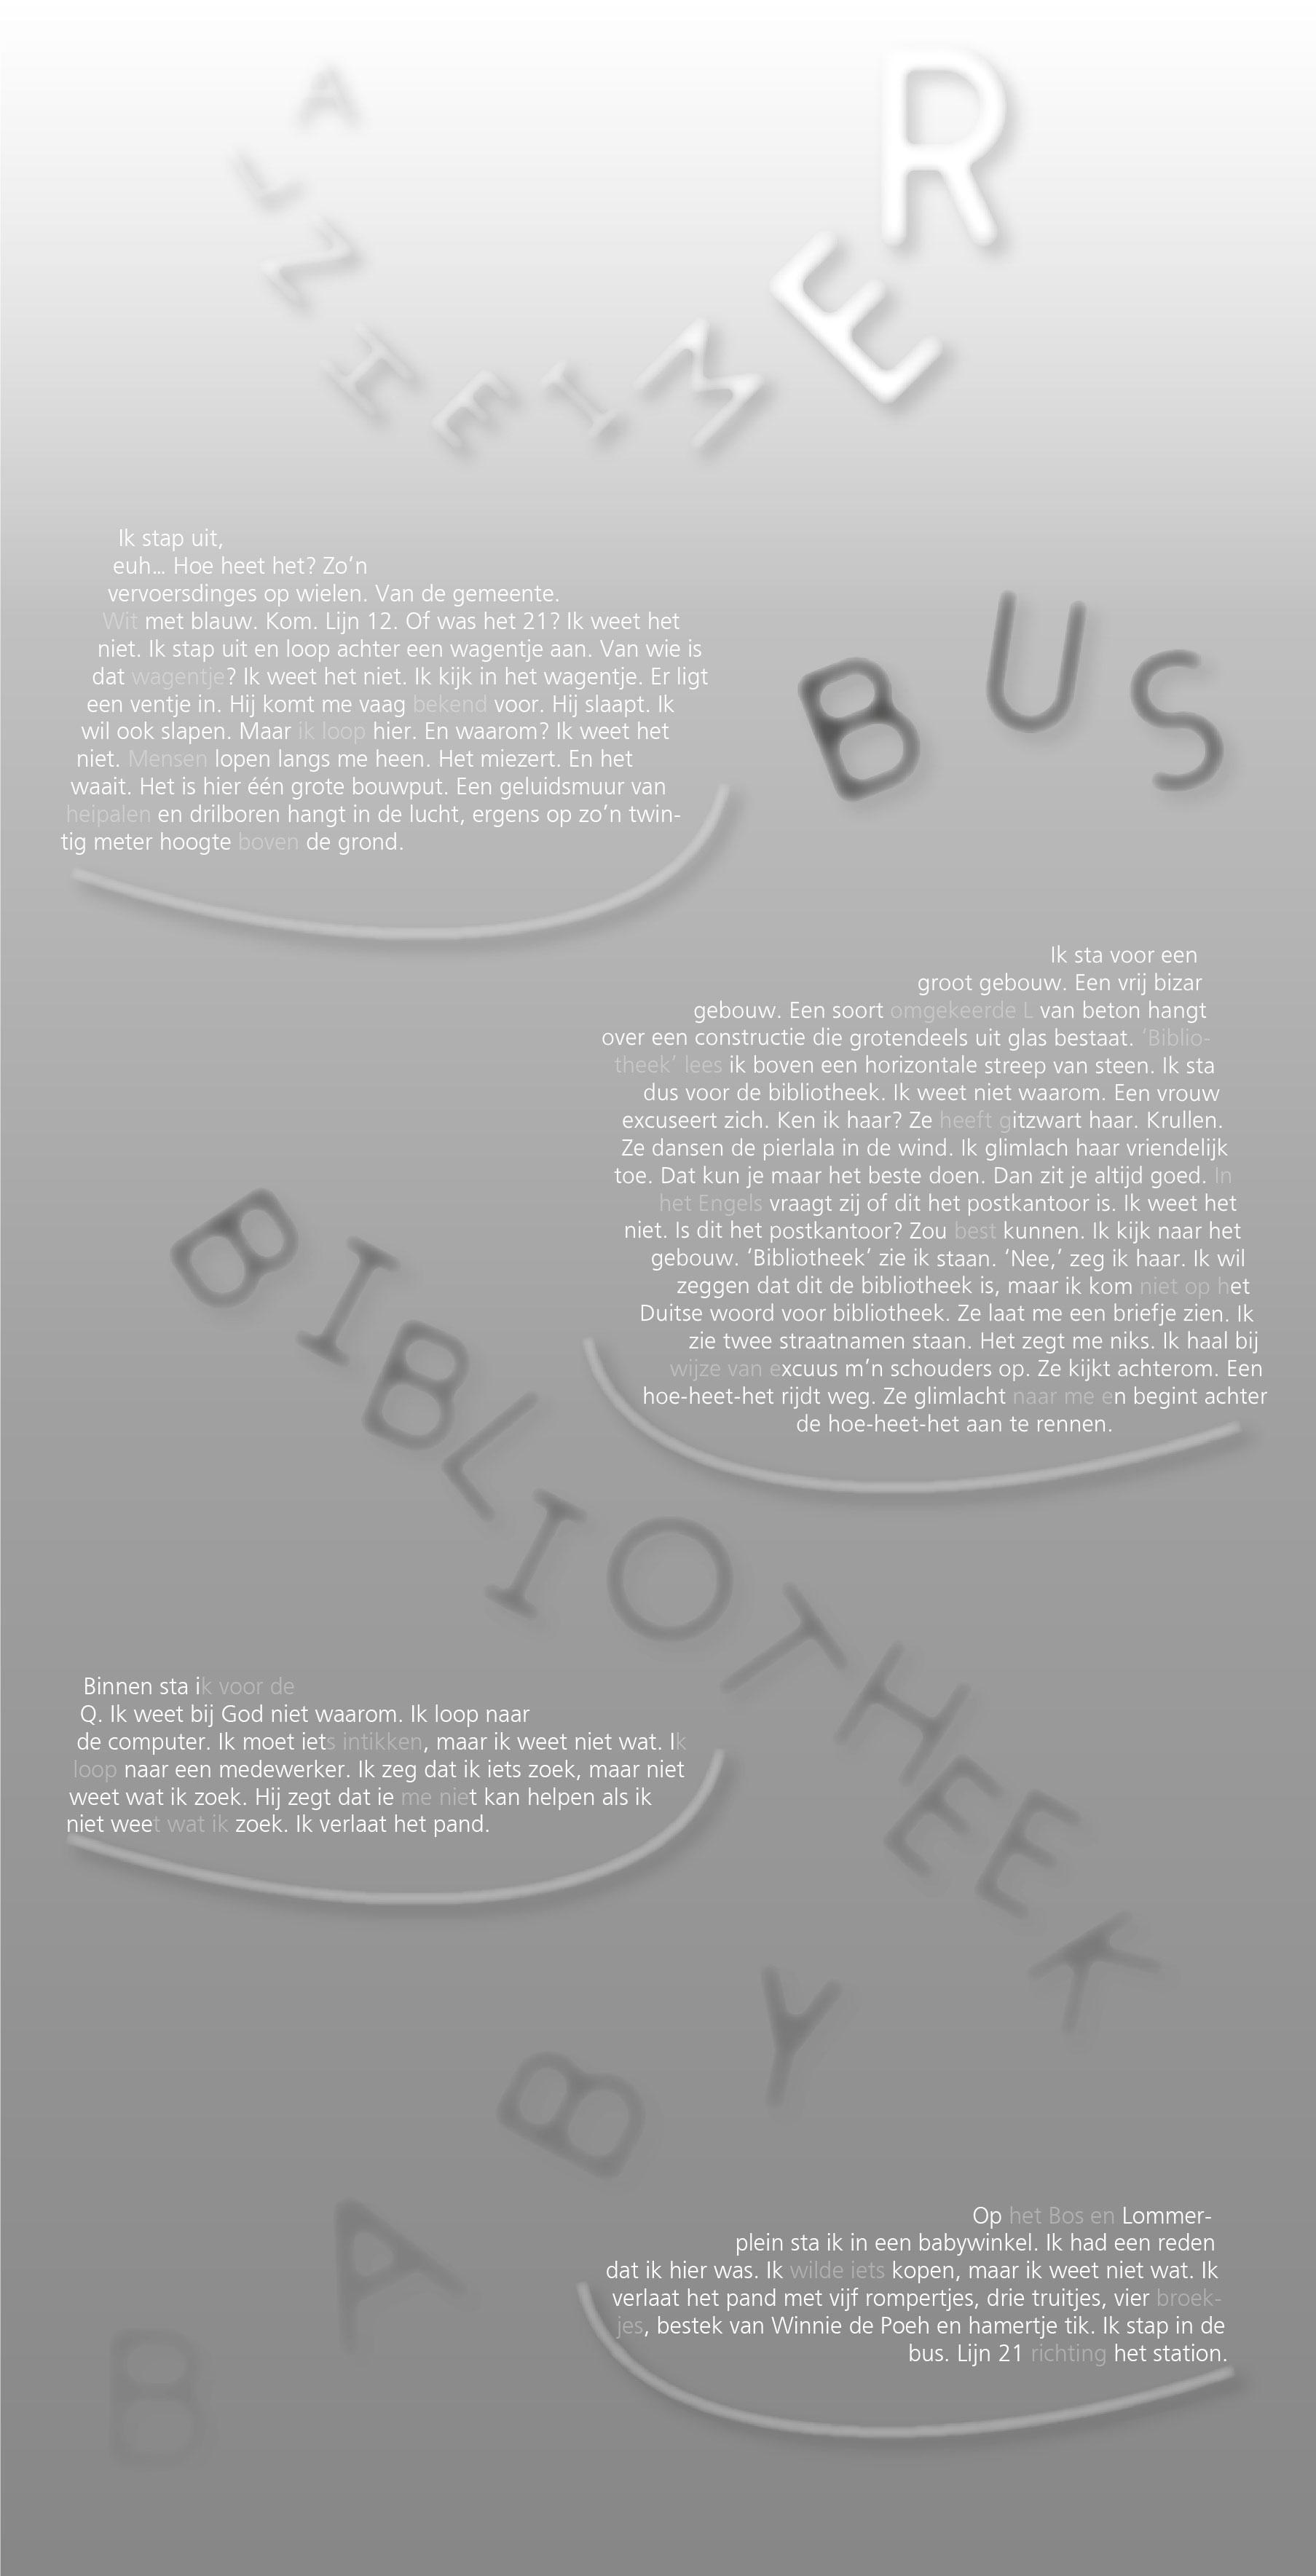 ALZHEIMER
Ik stap uit,
euh... Hoe heet het? Zo’n
vervoersdinges op wielen. Van de gemeente.
Wit met blauw. Kom. Lijn 12. Of was het 21? Ik weet het
niet. Ik stap uit en loop achter een wagentje aan. Van wie is
dat wagentje? Ik weet het niet. Ik kijk in het wagentje. Er ligt
een ventje in. Hij komt me vaag bekend voor. Hij slaapt. Ik
wil ook slapen. Maar ik loop hier. En waarom? Ik weet het
niet. Mensen lopen langs me heen. Het miezert. En het
waait. Het is hier één grote bouwput. Een geluidsmuur van
heipalen en drilboren hangt in de lucht, ergens op zo’n twin-
tig meter hoogte boven de grond.
BUS
Ik sta voor een
groot gebouw. Een vrij bizar
gebouw. Een soort omgekeerde L van beton hangt
over een constructie die grotendeels uit glas bestaat. ‘Biblio-
theek’ lees ik boven een horizontale streep van steen. Ik sta
dus voor de bibliotheek. Ik weet niet waarom. Een vrouw
excuseert zich. Ken ik haar? Ze heeft gitzwart haar. Krullen.
Ze dansen de pierlala in de wind. Ik glimlach haar vriendelijk
toe. Dat kun je maar het beste doen. Dan zit je altijd goed. In
het Engels vraagt zij of dit het postkantoor is. Ik weet het
niet. Is dit het postkantoor? Zou best kunnen. Ik kijk naar het
gebouw. ‘Bibliotheek’ zie ik staan. ‘Nee,’ zeg ik haar. Ik wil
zeggen dat dit de bibliotheek is, maar ik kom niet op het
Duitse woord voor bibliotheek. Ze laat me een briefje zien. Ik
zie twee straatnamen staan. Het zegt me niks. Ik haal bij
wijze van excuus m’n schouders op. Ze kijkt achterom. Een
hoe-heet-het rijdt weg. Ze glimlacht naar me en begint achter
de hoe-heet-het aan te rennen.
BIBLIOTHEEK
Binnen sta ik voor de
Q. Ik weet bij God niet waarom. Ik loop naar
de computer. Ik moet iets intikken, maar ik weet niet wat. Ik
loop naar een medewerker. Ik zeg dat ik iets zoek, maar niet
weet wat ik zoek. Hij zegt dat ie me niet kan helpen als ik
niet weet wat ik zoek. Ik verlaat het pand.
BABY
Op het Bos en Lommer-
plein sta ik in een babywinkel. Ik had een reden
dat ik hier was. Ik wilde iets kopen, maar ik weet niet wat. Ik
verlaat het pand met vijf rompertjes, drie truitjes, vier broek-
jes, bestek van Winnie de Poeh en hamertje tik. Ik stap in de
bus. Lijn 21 richting het station.